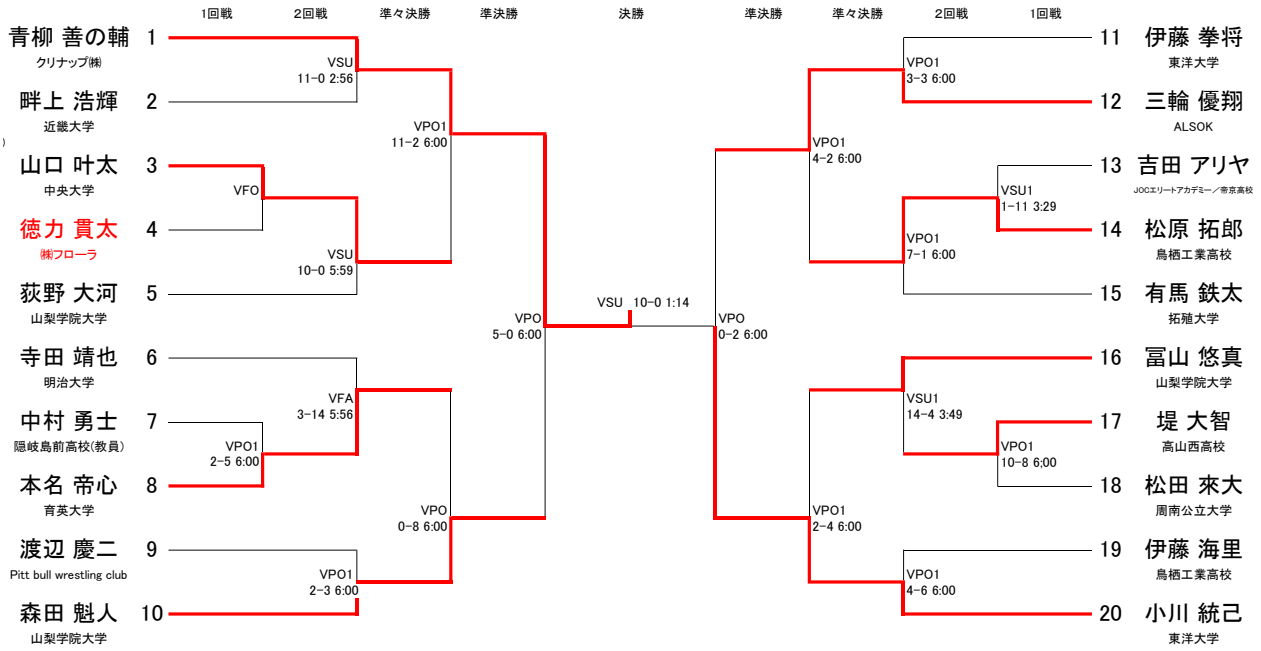 1回戦 2回戦 準々決勝 準決勝 決勝 準決勝 準々決勝 2回戦 1回戦
青柳 善の輔 1
クリナップ㈱
畔上 浩輝 2
近畿大学
)
山口 叶太 3
中央大学
徳力 貫太 4
㈱フローラ
荻野 大河 5
山梨学院大学
寺田 靖也 6
明治大学
中村 勇士 7
隠岐島前高校(教員)
本名 帝心 8
育英大学
渡辺 慶二 9
Pitt bull wrestling club
森田 魁人 10
山梨学院大学
VFO
VPO1
2-5 6:00
VSU
11-0 2:56
VSU
10-0 5:59
VFA
3-14 5:56
VPO1
2-3 6:00
VPO1
11-2 6:00
VPO
0-8 6:00
VPO
5-0 6:00
VSU 10-0 1:14
VPO
0-2 6:00
VPO1
4-2 6:00
VPO1
2-4 6:00
VPO1
3-3 6:00
VPO1
7-1 6:00
VSU1
14-4 3:49
VPO1
4-6 6:00
VSU1
1-11 3:29
VPO1
10-8 6;00
11 伊藤 拳将
東洋大学
12 三輪 優翔
ALSOK
13 吉田 アリヤ
JOCエリートアカデミー／帝京高校
14 松原 拓郎
鳥栖工業高校
15 有馬 鉄太
拓殖大学
16 冨山 悠真
山梨学院大学
17 堤 大智
高山西高校
18 松田 來大
周南公立大学
19 伊藤 海里
鳥栖工業高校
20 小川 統己
東洋大学